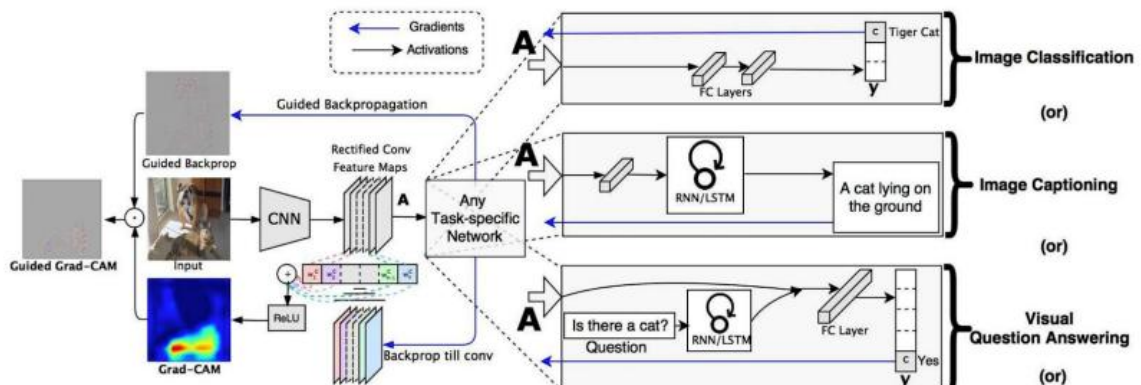 Gradients
Activations
Guided Backpropagation
Guided Backprop
Rectified Conv
Feature Maps
A
CNN
Any
Task-specific
Network
Input
Guided Grad-CAM
ReLU
Grad-CAM
Backprop till conv
A
FC Layers
c
Tiger Cat
y
Image Classification
(or)
A
RNN/LSTM
A cat lying on
the ground
Image Captioning
(or)
A
Is there a cat?
Question
RNN/LSTM
FC Layer
c
Yes
y
Visual
Question Answering
(or)